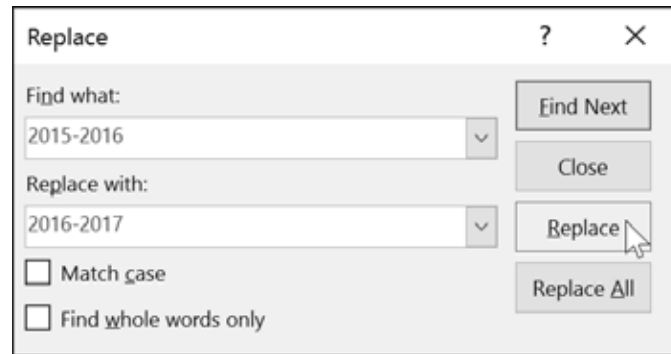 Replace ?
Find what:
2015-2016
Find Next
Close
Replace with:
2016-2017
Replace
Match case
Replace All
Find whole words only